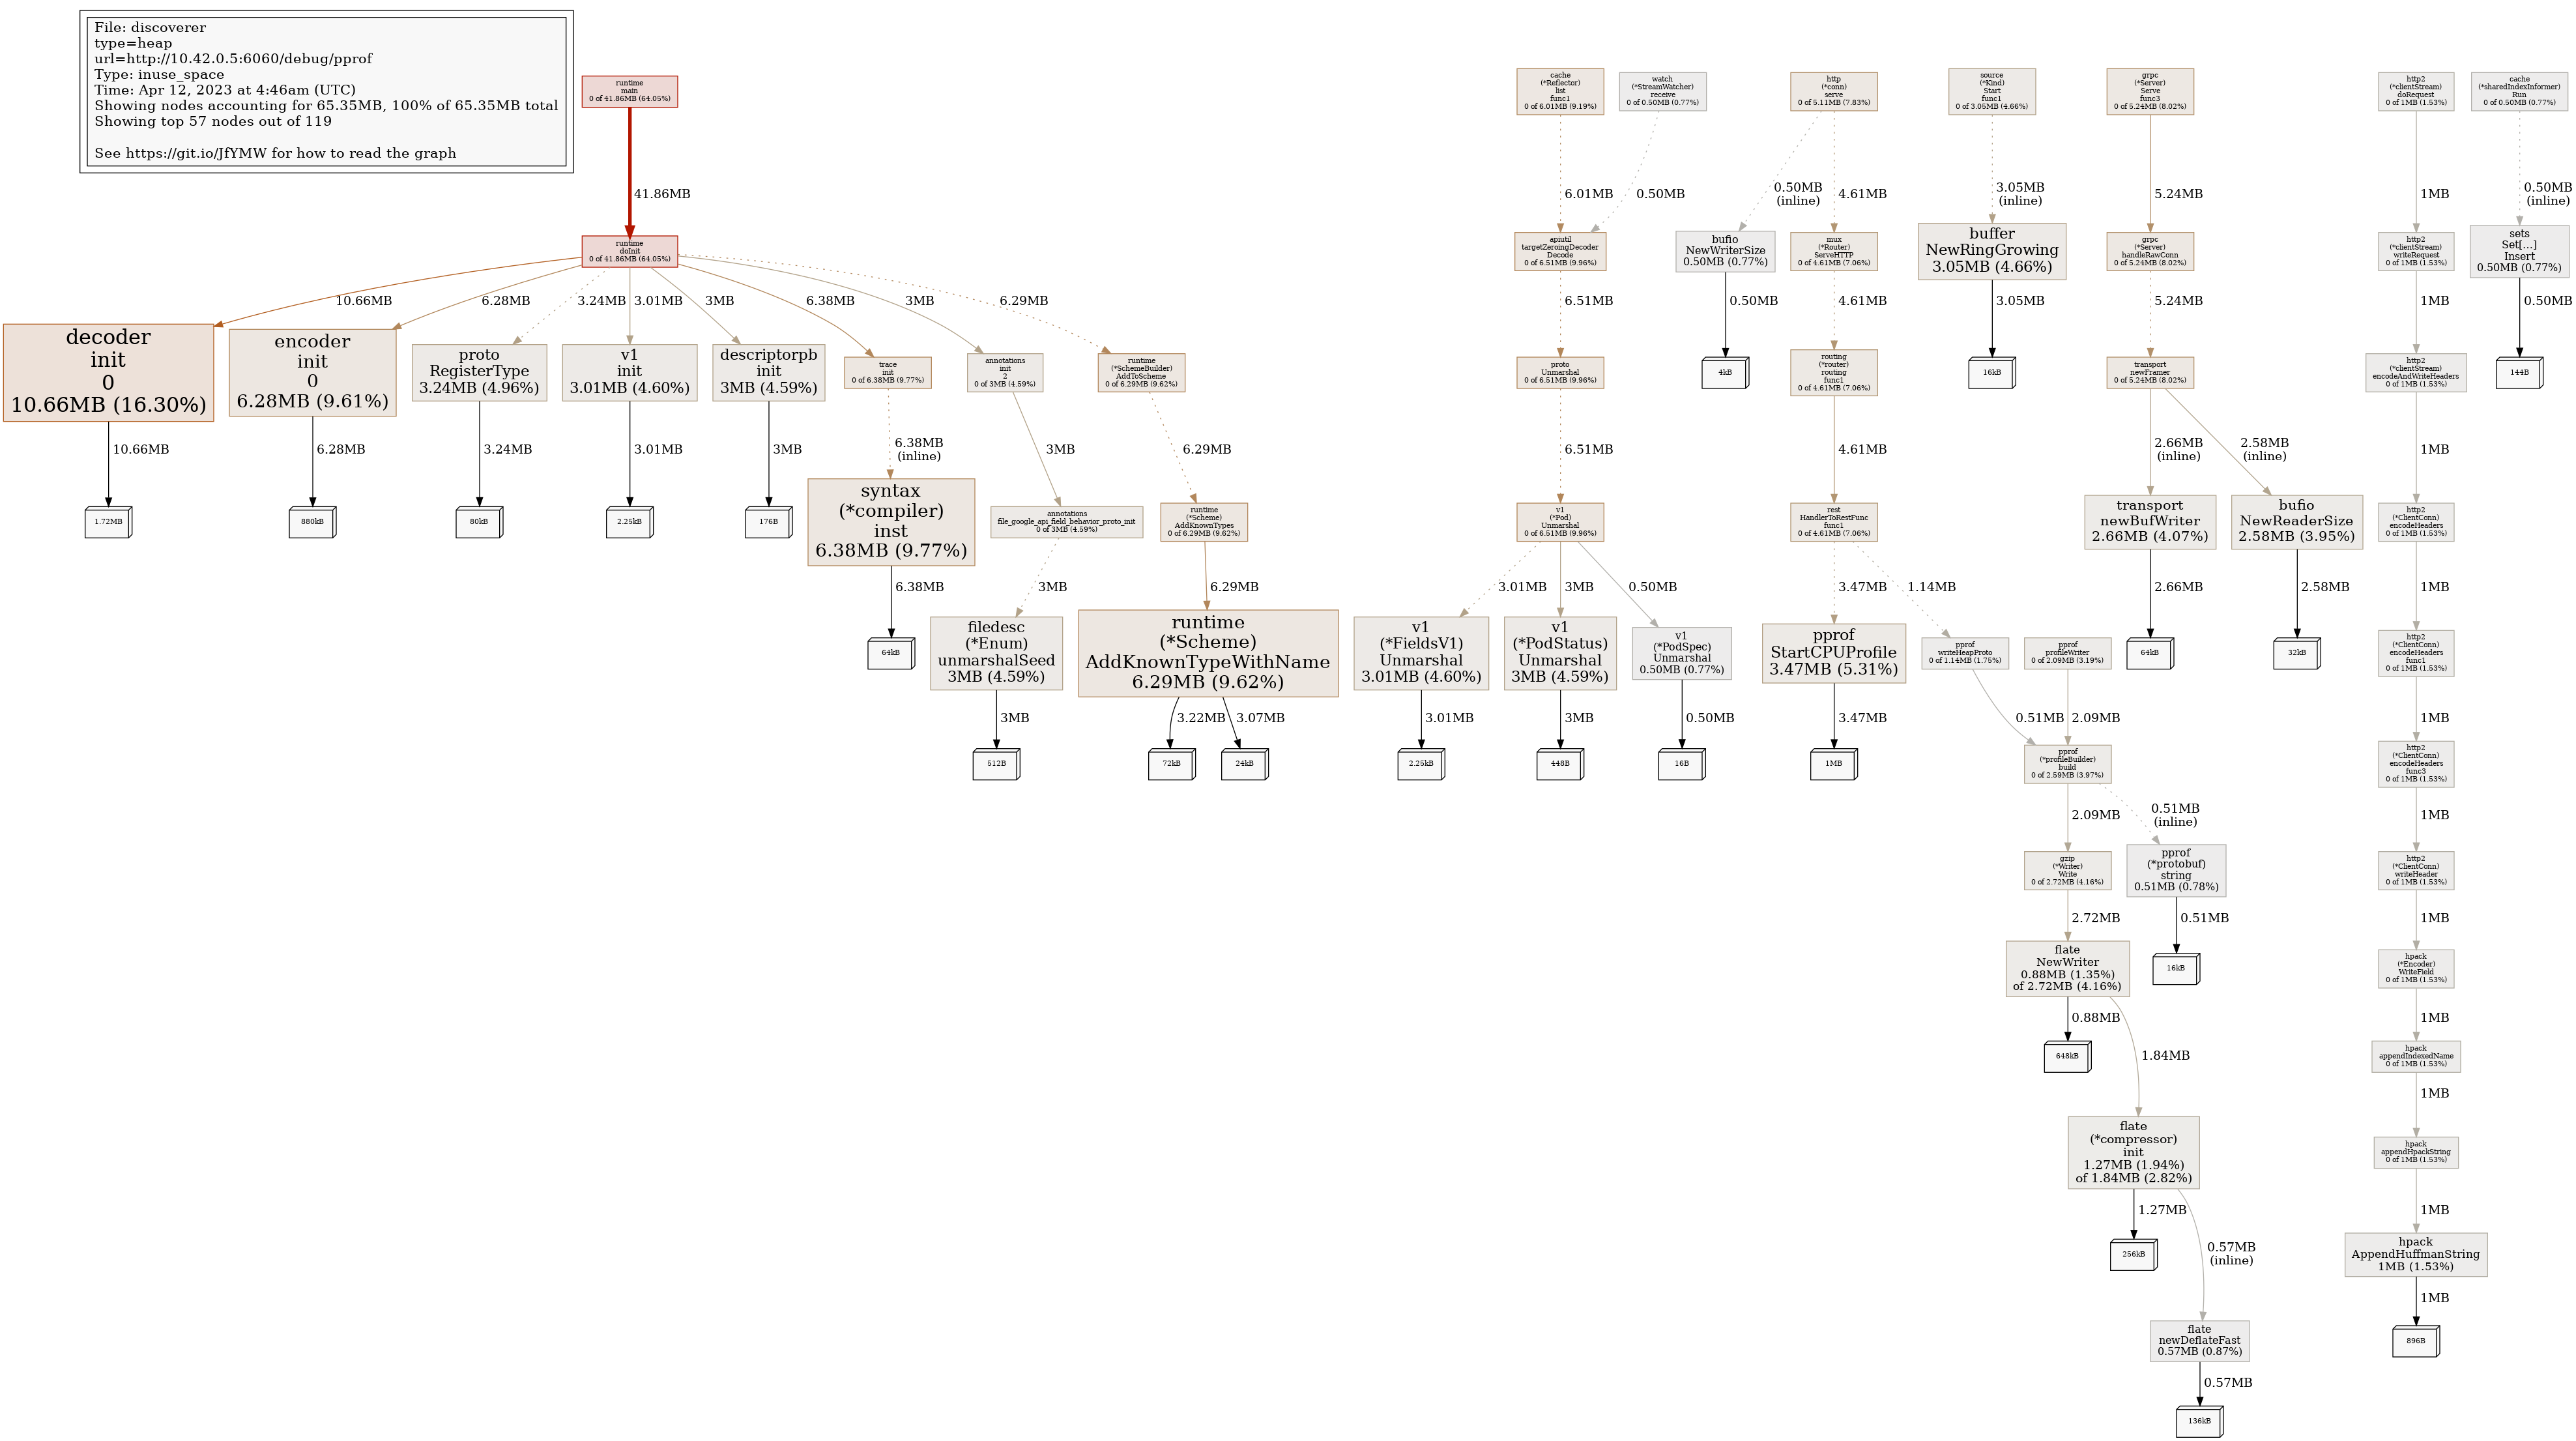 File: discoverer
type=heap
url=http://10.42.0.5:6060/debug/pprof
Type: inuse_space
Time: Apr 12, 2023 at 4:46am (UTC)
Showing nodes accounting for 65.35MB, 100% of 65.35MB total
Showing top 57 nodes out of 119
See https://git.io/JfYMW for how to read the graph
runtime
main
0 of 41.86MB (64.05%)
41.86MB
runtime
doInit
0 of 41.86MB (64.05%)
10.66MB
6.28MB
3.24MB
3.01MB
3MB
6.38MB
3MB
6.29MB
decoder
init
0
10.66MB (16.30%)
10.66MB
1.72MB
encoder
init
0
6.28MB (9.61%)
6.28MB
880kB
proto
RegisterType
3.24MB (4.96%)
3.24MB
80kB
v1
init
3.01MB (4.60%)
3.01MB
2.25kB
descriptorpb
init
3MB (4.59%)
3MB
176B
trace
init
0 of 6.38MB (9.77%)
6.38MB
(inline)
syntax
(*compiler)
inst
6.38MB (9.77%)
6.38MB
64kB
annotations
init
2
0 of 3MB (4.59%)
3MB
annotations
file_google_api_field_behavior_proto_init
0 of 3MB (4.59%)
3MB
filedesc
(*Enum)
unmarshalSeed
3MB (4.59%)
3MB
512B
runtime
(*SchemeBuilder)
AddToScheme
0 of 6.29MB (9.62%)
6.29MB
runtime
(*Scheme)
AddKnownTypes
0 of 6.29MB (9.62%)
6.29MB
runtime
(*Scheme)
AddKnownTypeWithName
6.29MB (9.62%)
3.22MB
3.07MB
72kB
24kB
cache
(*Reflector)
list
func1
0 of 6.01MB (9.19%)
6.01MB
watch
(*StreamWatcher)
receive
0 of 0.50MB (0.77%)
0.50MB
apiutil
targetZeroingDecoder
Decode
0 of 6.51MB (9.96%)
6.51MB
proto
Unmarshal
0 of 6.51MB (9.96%)
6.51MB
v1
(*Pod)
Unmarshal
0 of 6.51MB (9.96%)
3.01MB
3MB
0.50MB
v1
(*FieldsV1)
Unmarshal
3.01MB (4.60%)
3.01MB
2.25kB
v1
(*PodStatus)
Unmarshal
3MB (4.59%)
3MB
448B
v1
(*PodSpec)
Unmarshal
0.50MB (0.77%)
0.50MB
16B
http
(*conn)
serve
0 of 5.11MB (7.83%)
0.50MB
(inline)
4.61MB
bufio
NewWriterSize
0.50MB (0.77%)
0.50MB
4kB
mux
(*Router)
ServeHTTP
0 of 4.61MB (7.06%)
4.61MB
routing
(*router)
routing
func1
0 of 4.61MB (7.06%)
4.61MB
rest
HandlerToRestFunc
func1
0 of 4.61MB (7.06%)
3.47MB
1.14MB
pprof
StartCPUProfile
3.47MB (5.31%)
3.47MB
1MB
pprof
writeHeapProto
0 of 1.14MB (1.75%)
0.51MB
pprof
profileWriter
0 of 2.09MB (3.19%)
2.09MB
pprof
(*profileBuilder)
build
0 of 2.59MB (3.97%)
2.09MB
0.51MB
(inline)
gzip
(*Writer)
Write
0 of 2.72MB (4.16%)
2.72MB
pprof
(*protobuf)
string
0.51MB (0.78%)
0.51MB
16kB
flate
NewWriter
0.88MB (1.35%)
of 2.72MB (4.16%)
0.88MB
648kB
1.84MB
flate
(*compressor)
init
1.27MB (1.94%)
of 1.84MB (2.82%)
1.27MB
256kB
0.57MB
(inline)
flate
newDeflateFast
0.57MB (0.87%)
0.57MB
136kB
source
(*Kind)
Start
func1
0 of 3.05MB (4.66%)
3.05MB
(inline)
buffer
NewRingGrowing
3.05MB (4.66%)
3.05MB
16kB
grpc
(*Server)
Serve
func3
0 of 5.24MB (8.02%)
5.24MB
grpc
(*Server)
handleRawConn
0 of 5.24MB (8.02%)
5.24MB
transport
newFramer
0 of 5.24MB (8.02%)
2.66MB
(inline)
2.58MB
(inline)
transport
newBufWriter
2.66MB (4.07%)
2.66MB
64kB
bufio
NewReaderSize
2.58MB (3.95%)
2.58MB
32kB
http2
(*clientStream)
doRequest
0 of 1MB (1.53%)
1MB
http2
(*clientStream)
writeRequest
0 of 1MB (1.53%)
1MB
http2
(*clientStream)
encodeAndWriteHeaders
0 of 1MB (1.53%)
1MB
http2
(*ClientConn)
encodeHeaders
0 of 1MB (1.53%)
1MB
http2
(*ClientConn)
encodeHeaders
func1
0 of 1MB (1.53%)
1MB
http2
(*ClientConn)
encodeHeaders
func3
0 of 1MB (1.53%)
1MB
http2
(*ClientConn)
writeHeader
0 of 1MB (1.53%)
1MB
hpack
(*Encoder)
WriteField
0 of 1MB (1.53%)
1MB
hpack
appendIndexedName
0 of 1MB (1.53%)
1MB
hpack
appendHpackString
0 of 1MB (1.53%)
1MB
hpack
AppendHuffmanString
1MB (1.53%)
1MB
896B
cache
(*sharedIndexInformer)
Run
0 of 0.50MB (0.77%)
0.50MB
(inline)
sets
Set[...]
Insert
0.50MB (0.77%)
0.50MB
144B